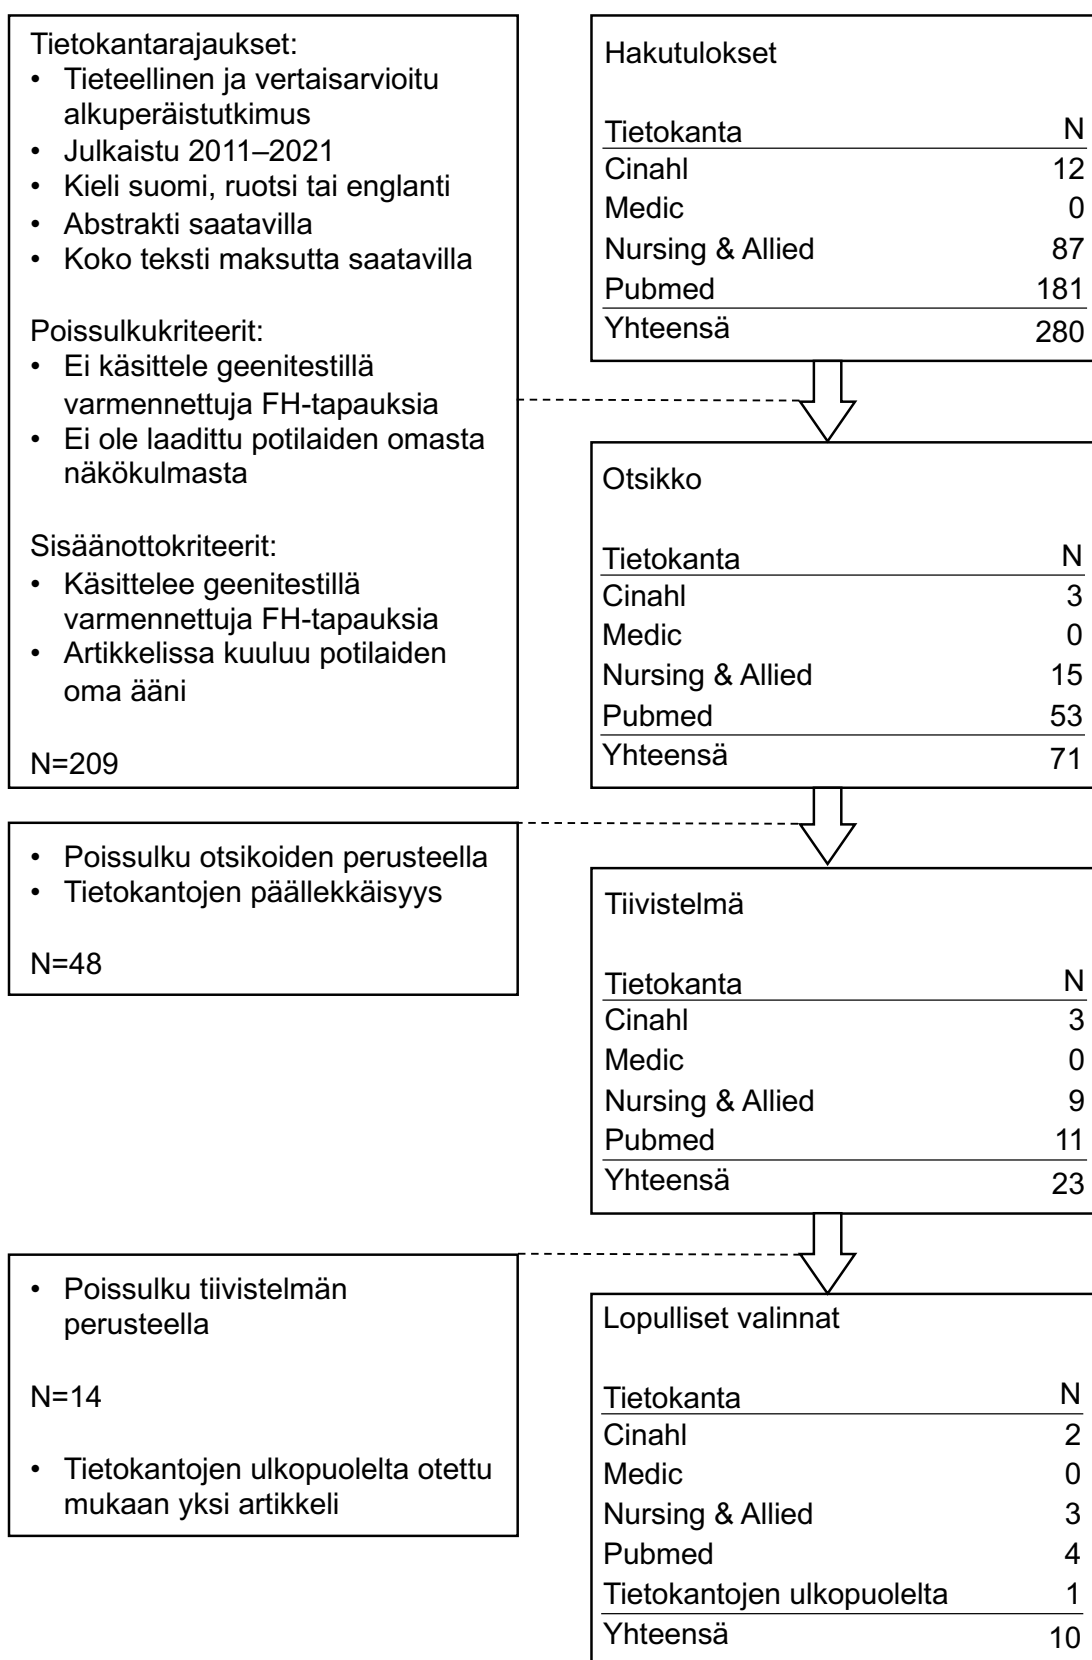 Tietokantarajaukset:
• Tieteellinen ja vertaisarvioitu
alkuperäistutkimus
• Julkaistu 2011–2021
• Kieli suomi, ruotsi tai englanti
• Abstrakti saatavilla
• Koko teksti maksutta saatavilla
Poissulkukriteerit:
• Ei käsittele geenitestillä
varmennettuja FH-tapauksia
• Ei ole laadittu potilaiden omasta
näkökulmasta
Sisäänottokriteerit:
• Käsittelee geenitestillä
varmennettuja FH-tapauksia
• Artikkelissa kuuluu potilaiden
oma ääni
N=209
Hakutulokset
Tietokanta N
Cinahl 12
Medic 0
Nursing & Allied 87
Pubmed 181
Yhteensä 280
Otsikko
Tietokanta N
Cinahl 3
Medic 0
Nursing & Allied 15
Pubmed 53
Yhteensä 71
• Poissulku otsikoiden perusteella
• Tietokantojen päällekkäisyys
N=48
Tiivistelmä
Tietokanta N
Cinahl 3
Medic 0
Nursing & Allied 9
Pubmed 11
Yhteensä 23
• Poissulku tiivistelmän
perusteella
N=14
• Tietokantojen ulkopuolelta otettu
mukaan yksi artikkeli
Lopulliset valinnat
Tietokanta N
Cinahl 2
Medic 0
Nursing & Allied 3
Pubmed 4
Tietokantojen ulkopuolelta 1
Yhteensä 10